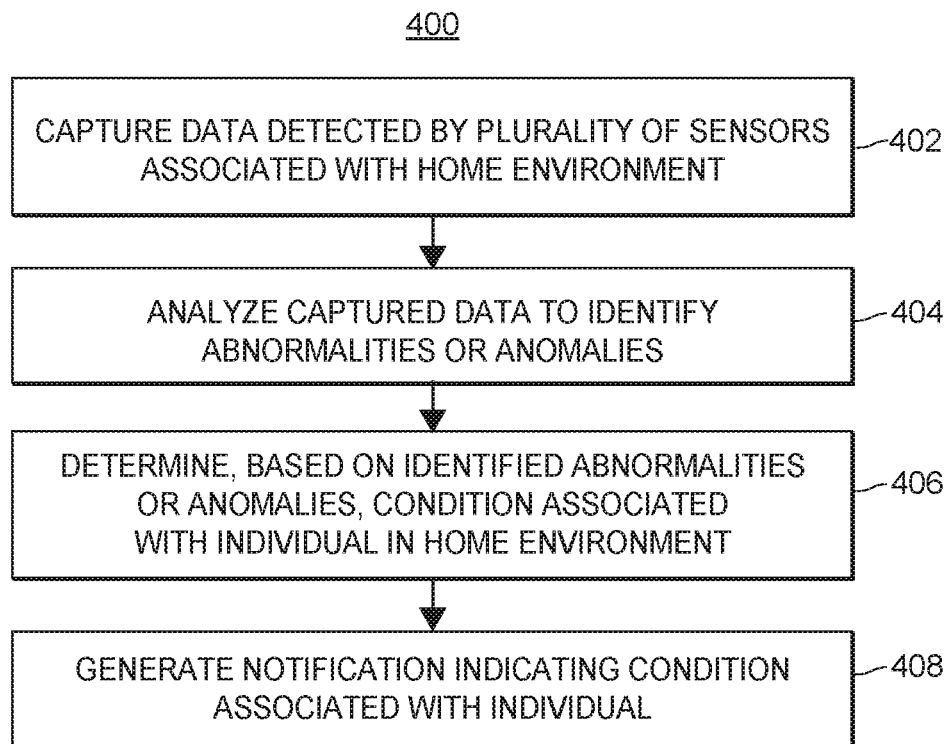 400
CAPTURE DATA DETECTED BY PLURALITY OF SENSORS
ASSOCIATED WITH HOME ENVIRONMENT
402
ANALYZE CAPTURED DATA TO IDENTIFY
ABNORMALITIES OR ANOMALIES
404
DETERMINE, BASED ON IDENTIFIED ABNORMALITIES
OR ANOMALIES, CONDITION ASSOCIATED
WITH INDIVIDUAL IN HOME ENVIRONMENT
406
GENERATE NOTIFICATION INDICATING CONDITION
ASSOCIATED WITH INDIVIDUAL
408